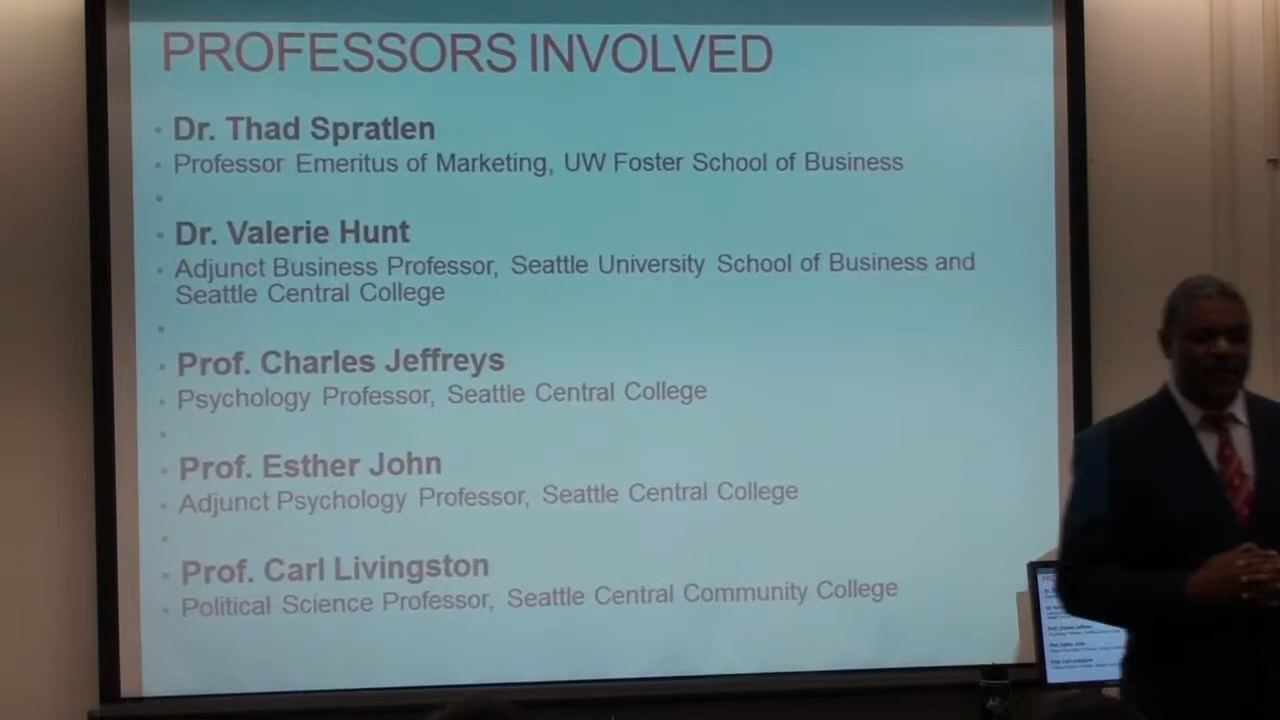 PROFESSORS INVOLVED
Dr. Thad Spratlen
Professor Emeritus of Marketing, UW Foster School of Business
Dr. Valerie Hunt
Adjunct Business Professor, Seattle University School of Business and
Seattle Central College
Prof. Charles Jeffreys
Psychology Professor, Seattle Central College
Prof. Esther John
Adjunct Psychology Professor, Seattle Central College
Prof. Carl Livingston
Political Science Professor, Seattle Central Community College